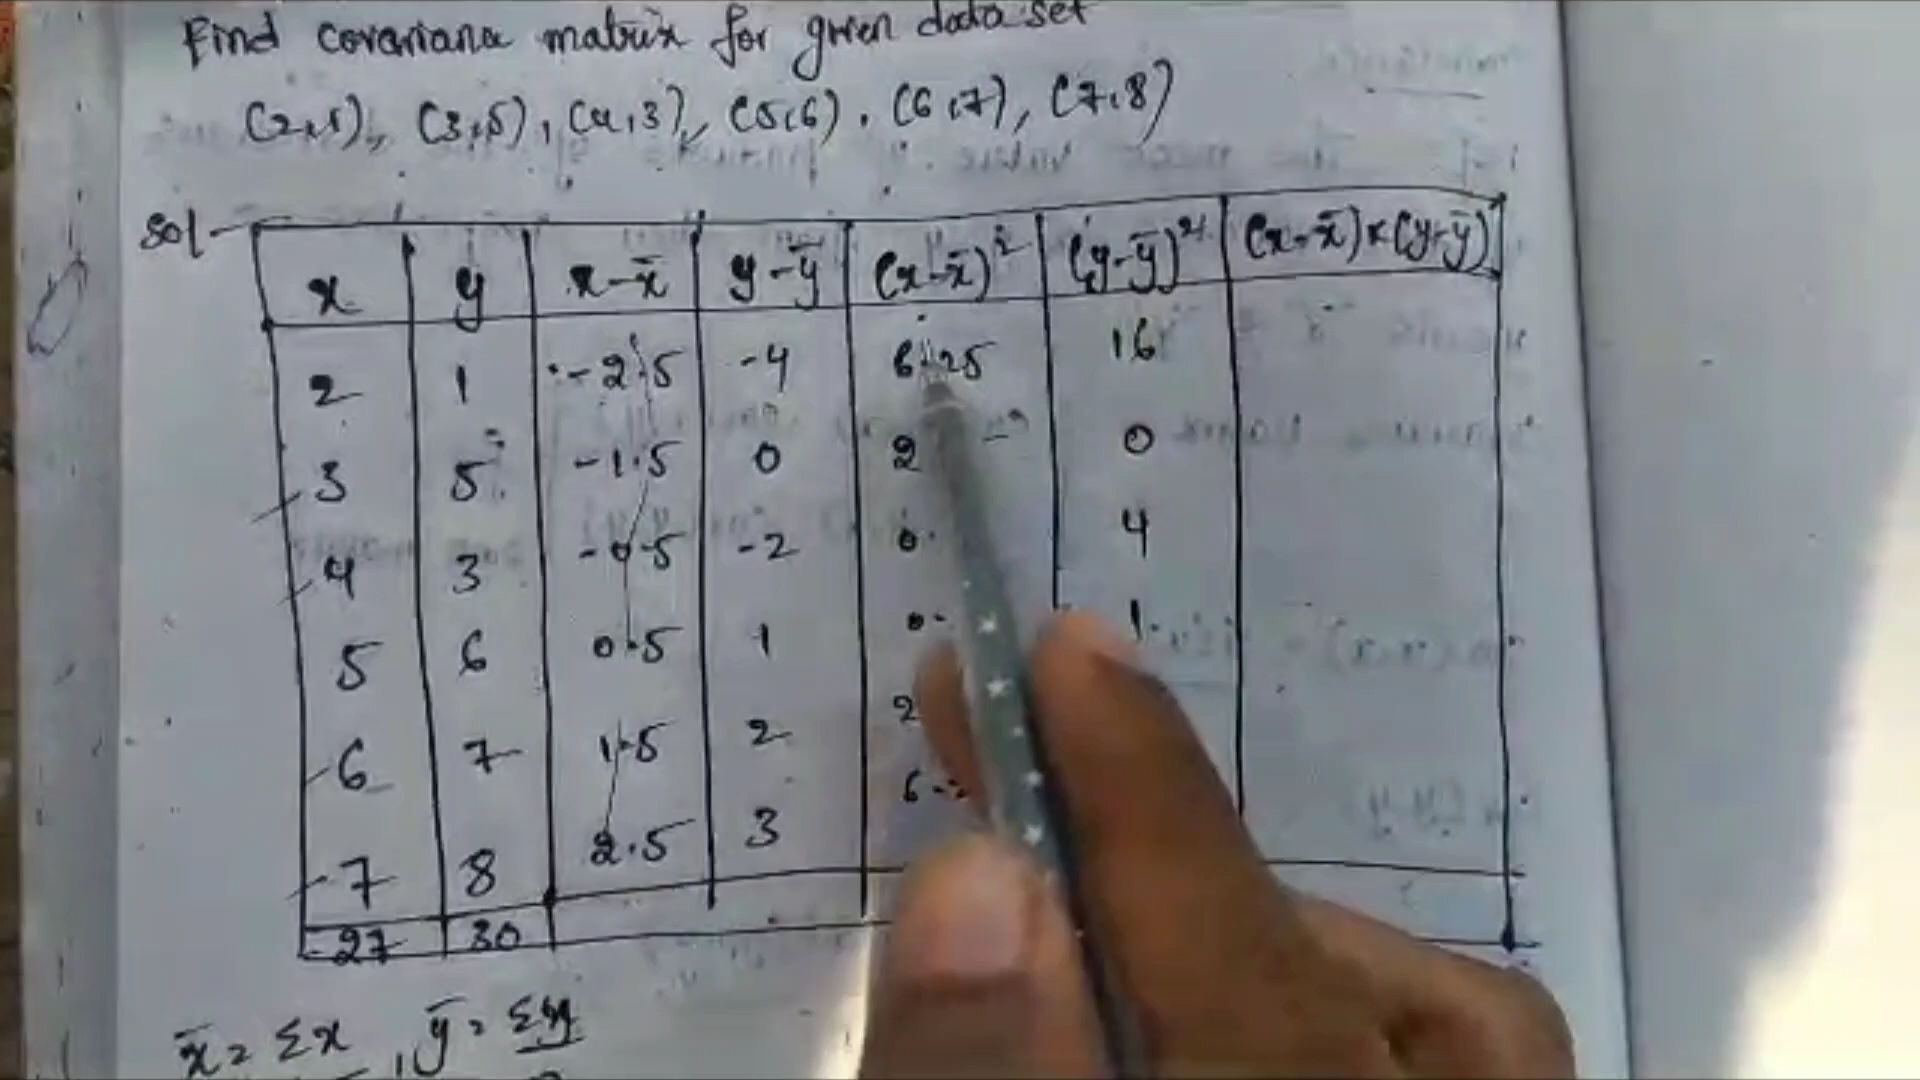 Find covariana matrix for given data set
(2,1), (3,5), (4,3), (5,6), (6,7), (7,8)
Sol
x y x-x̄ y-ȳ (x-x̄)² (y-ȳ)² (x-x̄)×(y-ȳ)
2 1 -2.5 -4 6.25 16
3 5 -1.5 0 2 0
4 3 -0.5 -2 0. 4
5 6 0.5 1 0. 1
6 7 1.5 2 2
7 8 2.5 3 6.
27 30
x̄ = Σx , ȳ = Σy